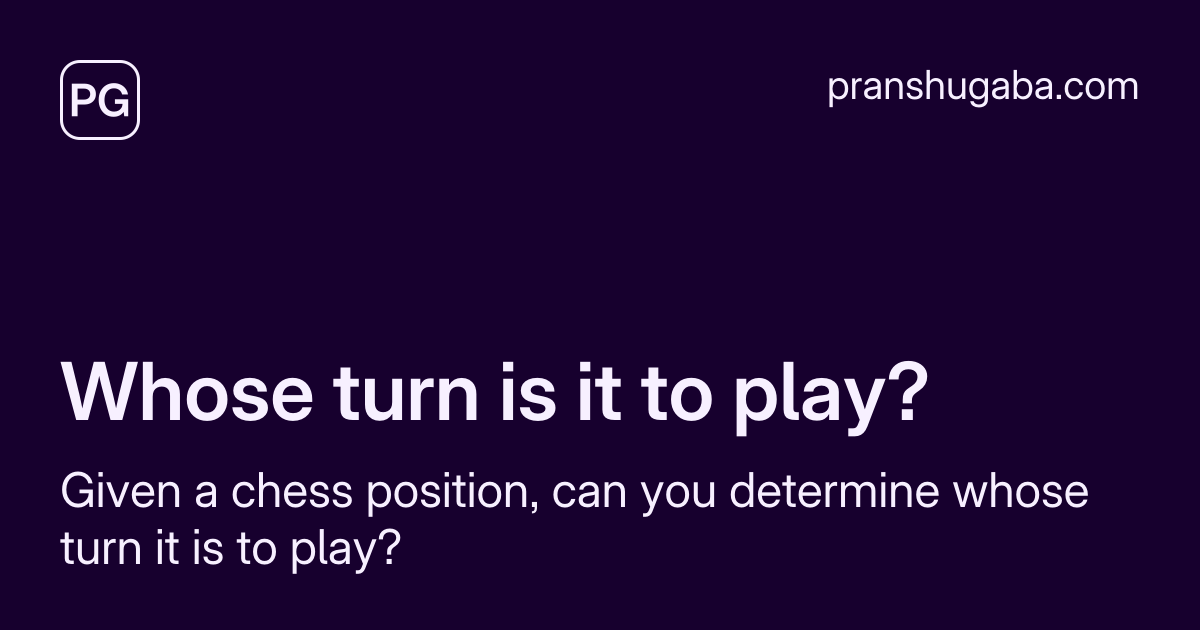 PG
pranshugaba.com
Whose turn is it to play?
Given a chess position, can you determine whose
turn it is to play?